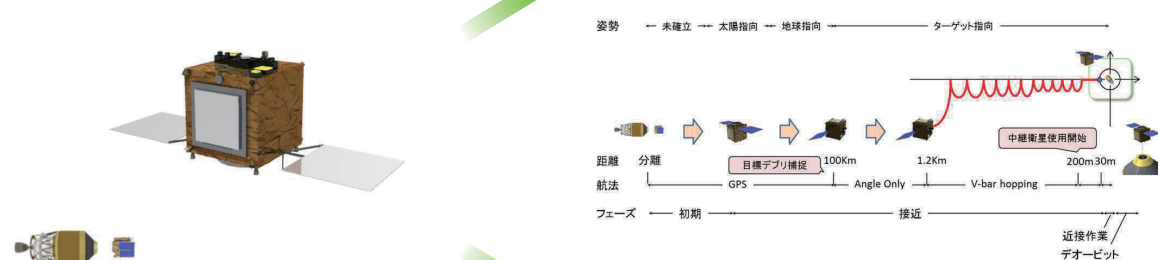 姿勢 未確立 太陽指向 地球指向 ターゲット指向
中継衛星使用開始
距離 分離 目標デブリ捕捉 100Km 1.2Km 200m 30m
航法 GPS Angle Only V-bar hopping
フェーズ 初期 接近
近接作業
デオービット